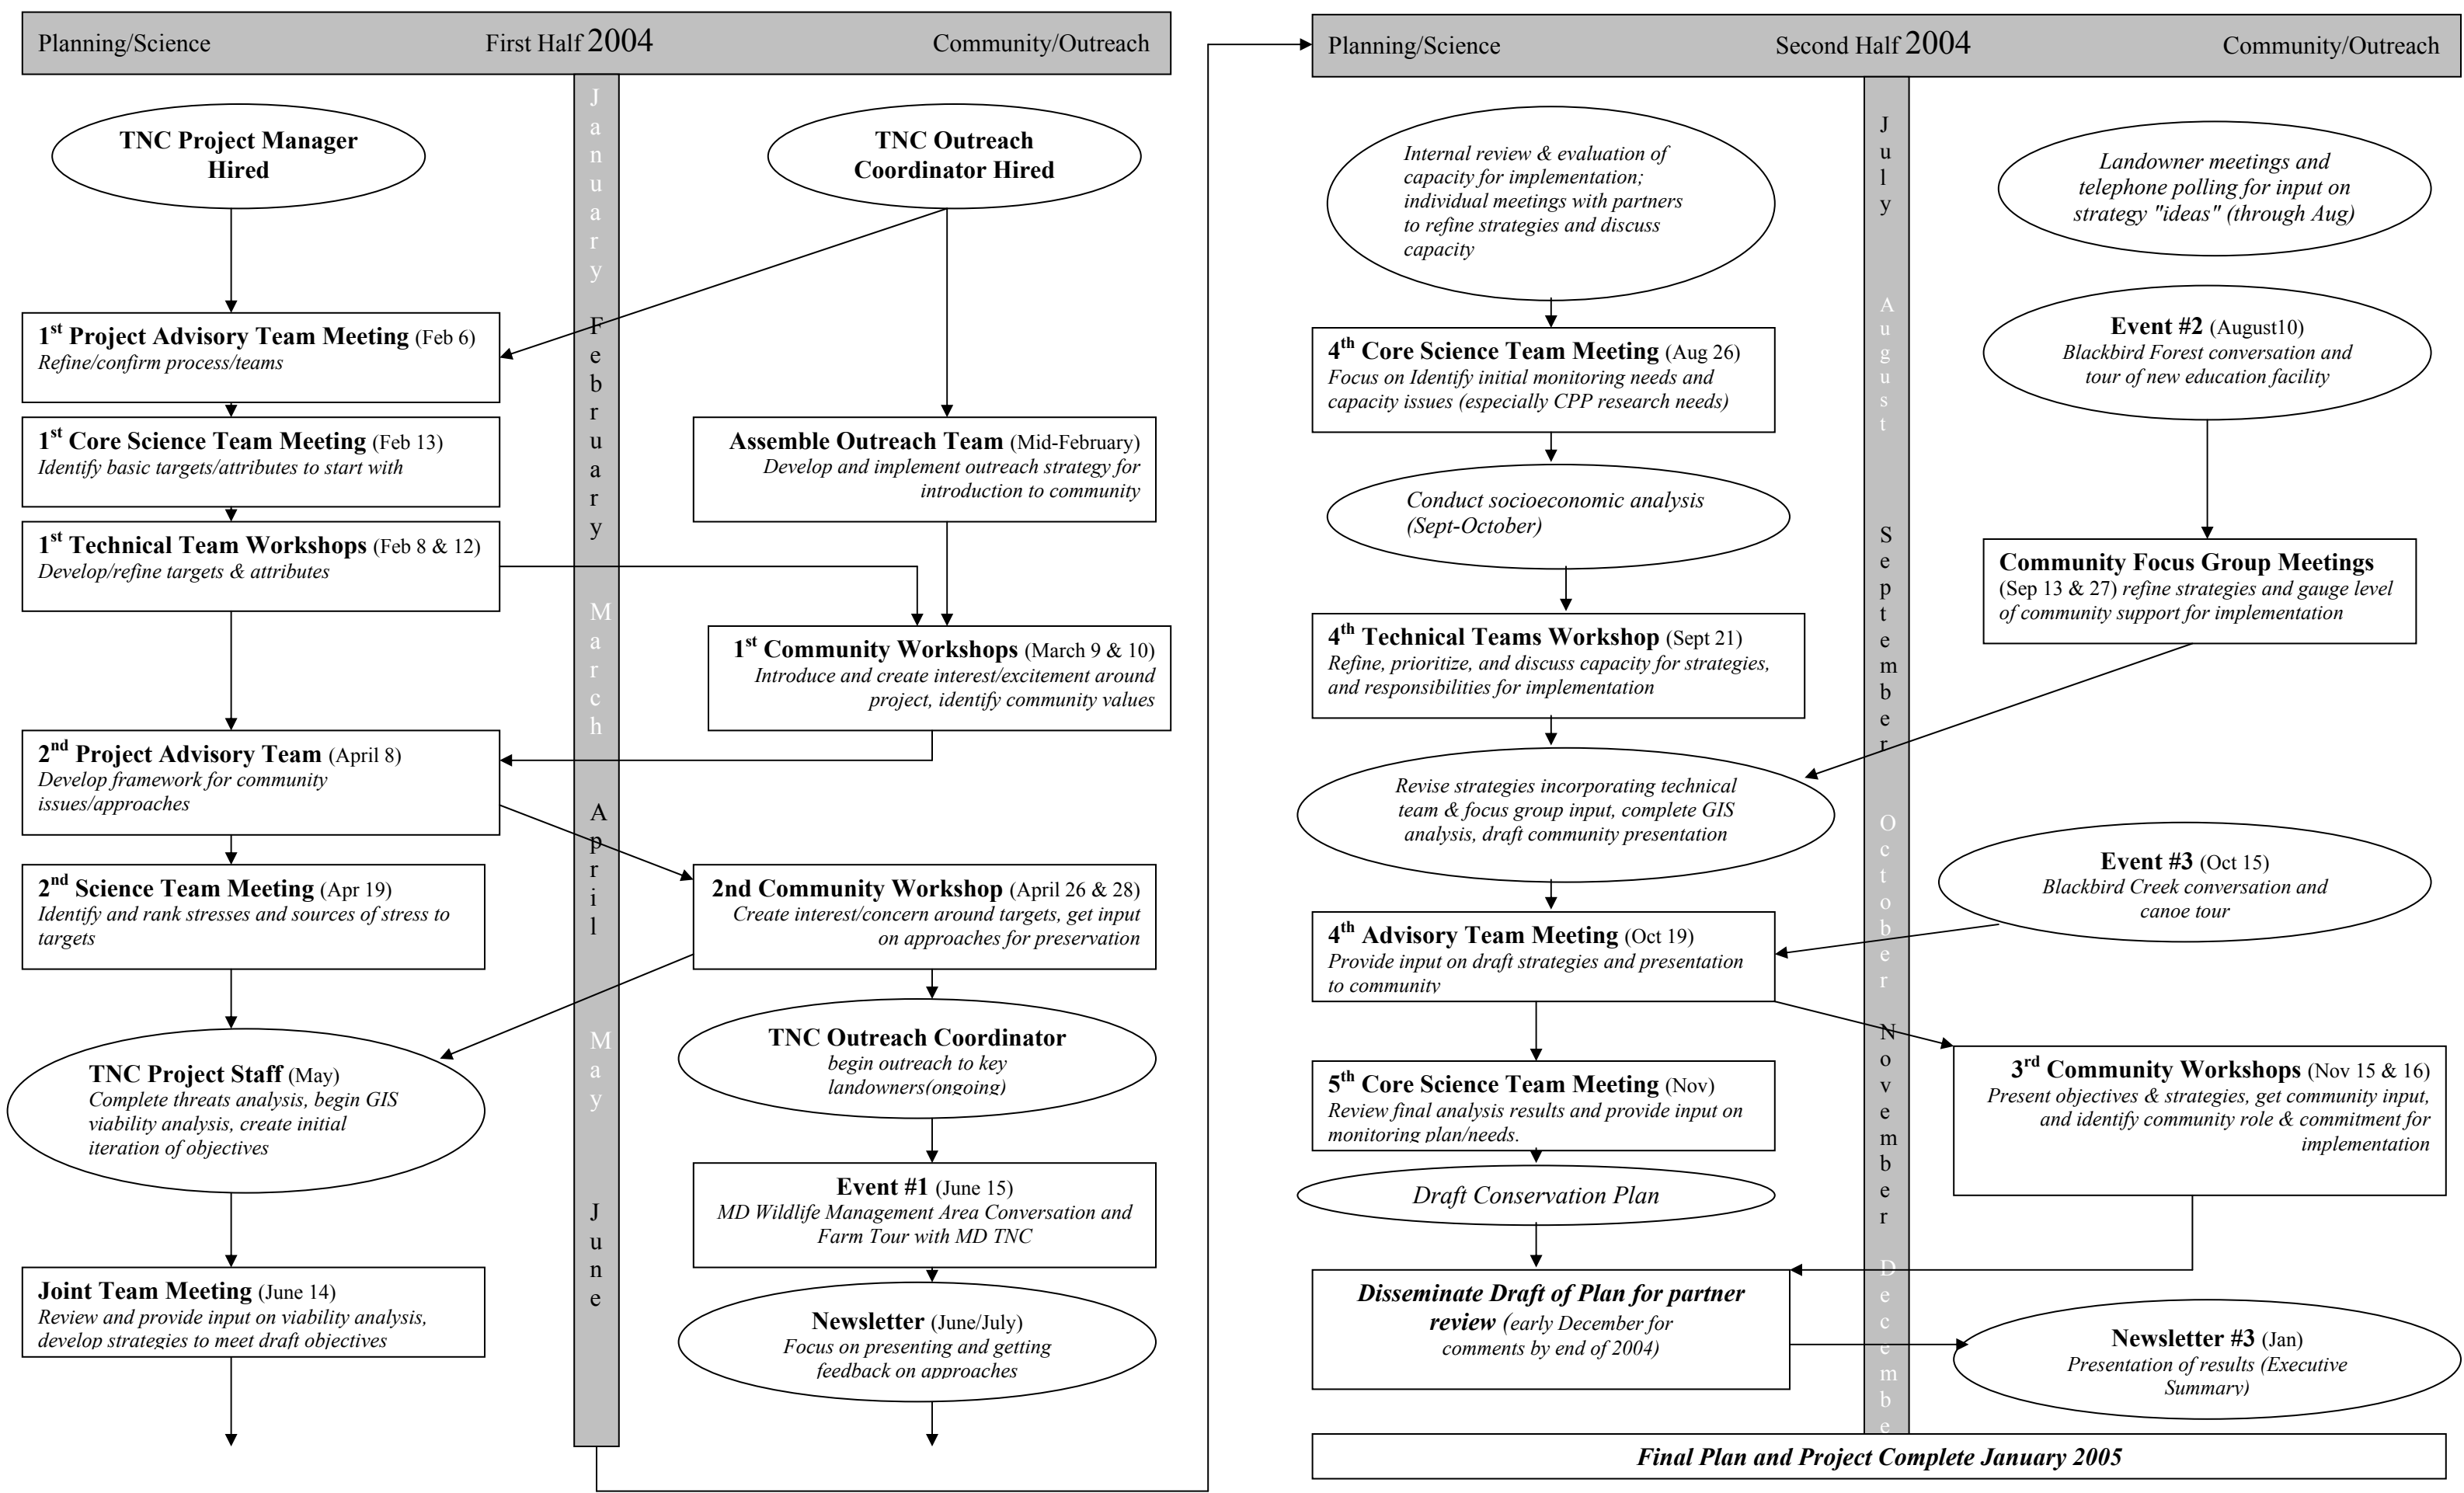 Planning/Science First Half 2004 Community/Outreach
January
February
March
April
May
June
TNC Project Manager
Hired
TNC Outreach
Coordinator Hired
1st Project Advisory Team Meeting (Feb 6)
Refine/confirm process/teams
1st Core Science Team Meeting (Feb 13)
Identify basic targets/attributes to start with
Assemble Outreach Team (Mid-February)
Develop and implement outreach strategy for
introduction to community
1st Technical Team Workshops (Feb 8 & 12)
Develop/refine targets & attributes
1st Community Workshops (March 9 & 10)
Introduce and create interest/excitement around
project, identify community values
2nd Project Advisory Team (April 8)
Develop framework for community
issues/approaches
2nd Science Team Meeting (Apr 19)
Identify and rank stresses and sources of stress to
targets
2nd Community Workshop (April 26 & 28)
Create interest/concern around targets, get input
on approaches for preservation
TNC Project Staff (May)
Complete threats analysis, begin GIS
viability analysis, create initial
iteration of objectives
TNC Outreach Coordinator
begin outreach to key
landowners(ongoing)
Event #1 (June 15)
MD Wildlife Management Area Conversation and
Farm Tour with MD TNC
Joint Team Meeting (June 14)
Review and provide input on viability analysis,
develop strategies to meet draft objectives
Newsletter (June/July)
Focus on presenting and getting
feedback on approaches
Planning/Science Second Half 2004 Community/Outreach
July
August
September
October
November
Decembe
Internal review & evaluation of
capacity for implementation;
individual meetings with partners
to refine strategies and discuss
capacity
Landowner meetings and
telephone polling for input on
strategy "ideas" (through Aug)
4th Core Science Team Meeting (Aug 26)
Focus on Identify initial monitoring needs and
capacity issues (especially CPP research needs)
Event #2 (August10)
Blackbird Forest conversation and
tour of new education facility
Conduct socioeconomic analysis
(Sept-October)
Community Focus Group Meetings
(Sep 13 & 27) refine strategies and gauge level
of community support for implementation
4th Technical Teams Workshop (Sept 21)
Refine, prioritize, and discuss capacity for strategies,
and responsibilities for implementation
Revise strategies incorporating technical
team & focus group input, complete GIS
analysis, draft community presentation
Event #3 (Oct 15)
Blackbird Creek conversation and
canoe tour
4th Advisory Team Meeting (Oct 19)
Provide input on draft strategies and presentation
to community
5th Core Science Team Meeting (Nov)
Review final analysis results and provide input on
monitoring plan/needs.
3rd Community Workshops (Nov 15 & 16)
Present objectives & strategies, get community input,
and identify community role & commitment for
implementation
Draft Conservation Plan
Disseminate Draft of Plan for partner
review (early December for
comments by end of 2004)
Newsletter #3 (Jan)
Presentation of results (Executive
Summary)
Final Plan and Project Complete January 2005